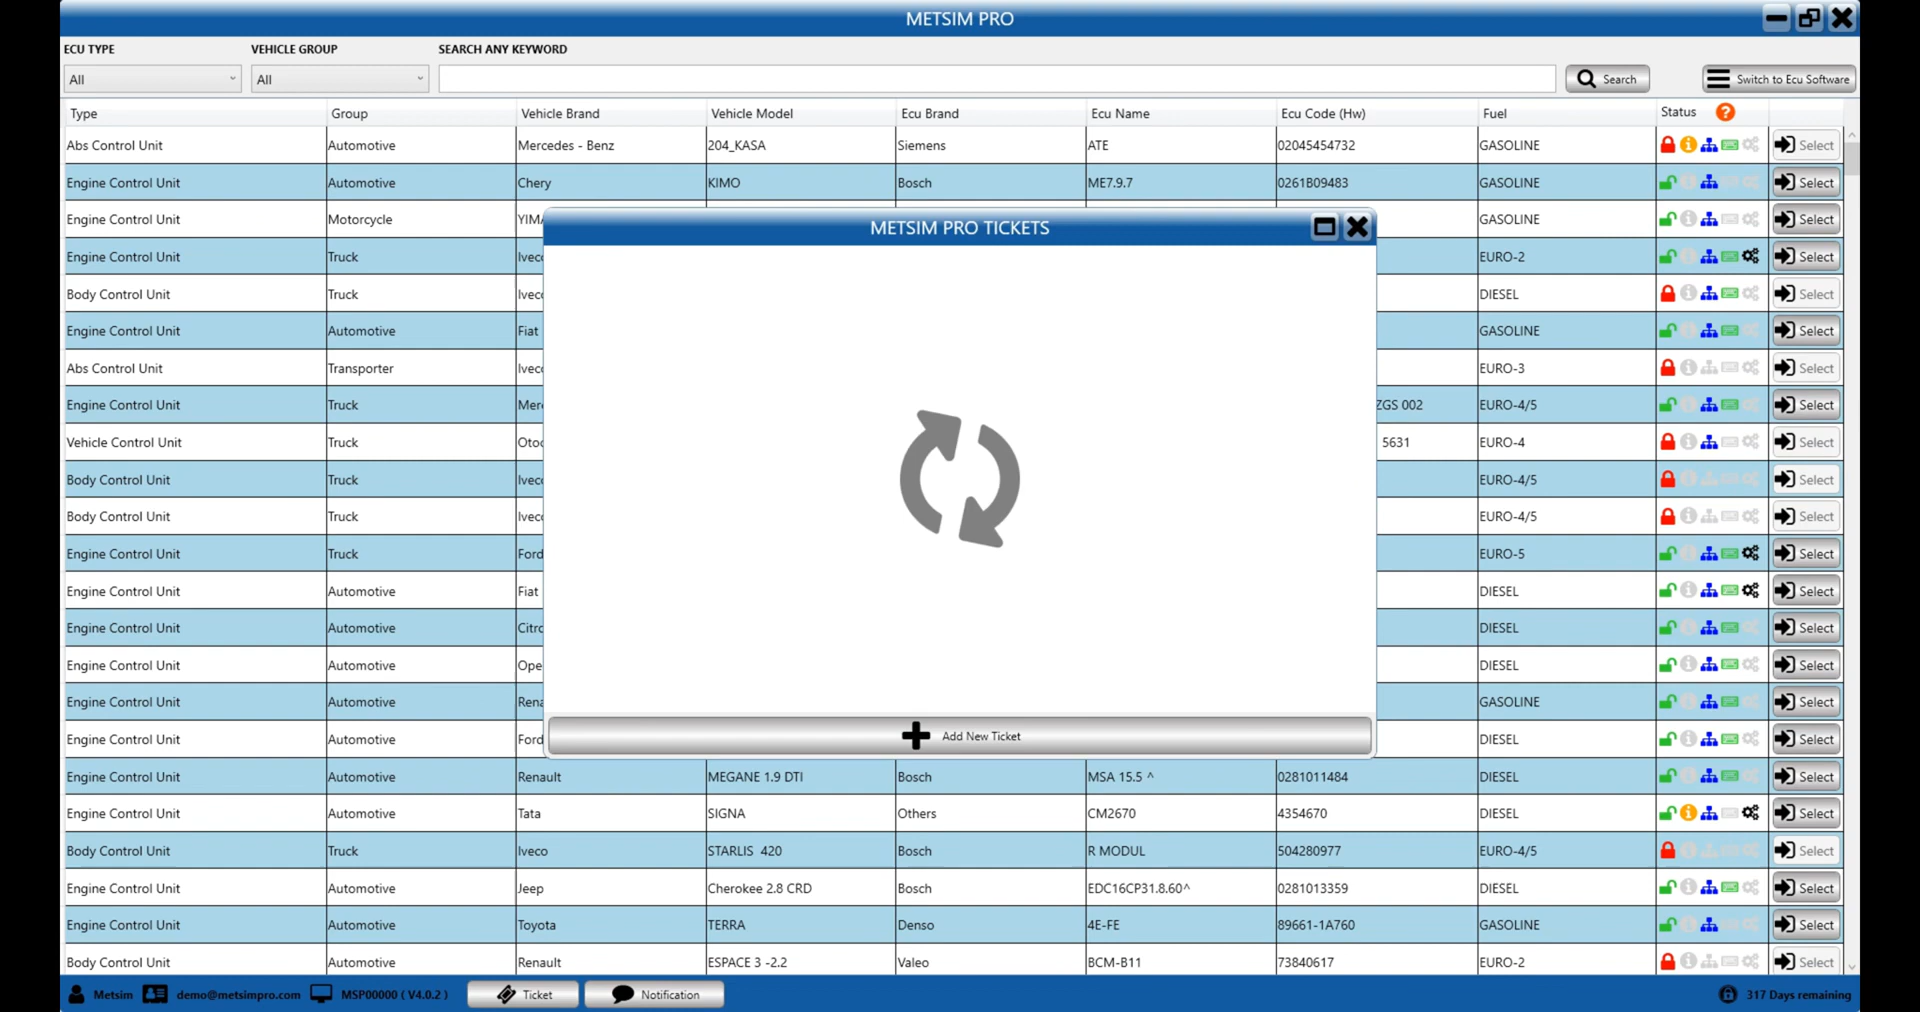 METSIM PRO
ECU TYPE VEHICLE GROUP SEARCH ANY KEYWORD
All All Search Switch to Ecu Software
Type Group Vehicle Brand Vehicle Model Ecu Brand Ecu Name Ecu Code (Hw) Fuel Status ?
Abs Control Unit Automotive Mercedes - Benz 204_KASA Siemens ATE 02045454732 GASOLINE Select
Engine Control Unit Automotive Chery KIMO Bosch ME7.9.7 0261B09483 GASOLINE Select
Engine Control Unit Motorcycle GASOLINE Select
METSIM PRO TICKETS
Engine Control Unit Truck EURO-2 Select
Body Control Unit Truck DIESEL Select
Engine Control Unit Automotive Fiat GASOLINE Select
Abs Control Unit Transporter EURO-3 Select
Engine Control Unit Truck ZGS 002 EURO-4/5 Select
Vehicle Control Unit Truck 5631 EURO-4 Select
Body Control Unit Truck EURO-4/5 Select
Body Control Unit Truck EURO-4/5 Select
Engine Control Unit Truck Ford EURO-5 Select
Engine Control Unit Automotive Fiat DIESEL Select
Engine Control Unit Automotive DIESEL Select
Engine Control Unit Automotive DIESEL Select
Engine Control Unit Automotive GASOLINE Select
Engine Control Unit Automotive Ford DIESEL Select
Add New Ticket
Engine Control Unit Automotive Renault MEGANE 1.9 DTI Bosch MSA 15.5 ^ 0281011484 DIESEL Select
Engine Control Unit Automotive Tata SIGNA Others CM2670 4354670 DIESEL Select
Body Control Unit Truck Iveco STARLIS 420 Bosch R MODUL 504280977 EURO-4/5 Select
Engine Control Unit Automotive Jeep Cherokee 2.8 CRD Bosch EDC16CP31.8.60^ 0281013359 DIESEL Select
Engine Control Unit Automotive Toyota TERRA Denso 4E-FE 89661-1A760 GASOLINE Select
Body Control Unit Automotive Renault ESPACE 3 -2.2 Valeo BCM-B11 73840617 EURO-2 Select
Metsim demo@metsimpro.com MSP00000 ( V4.0.2 ) Ticket Notification 317 Days remaining